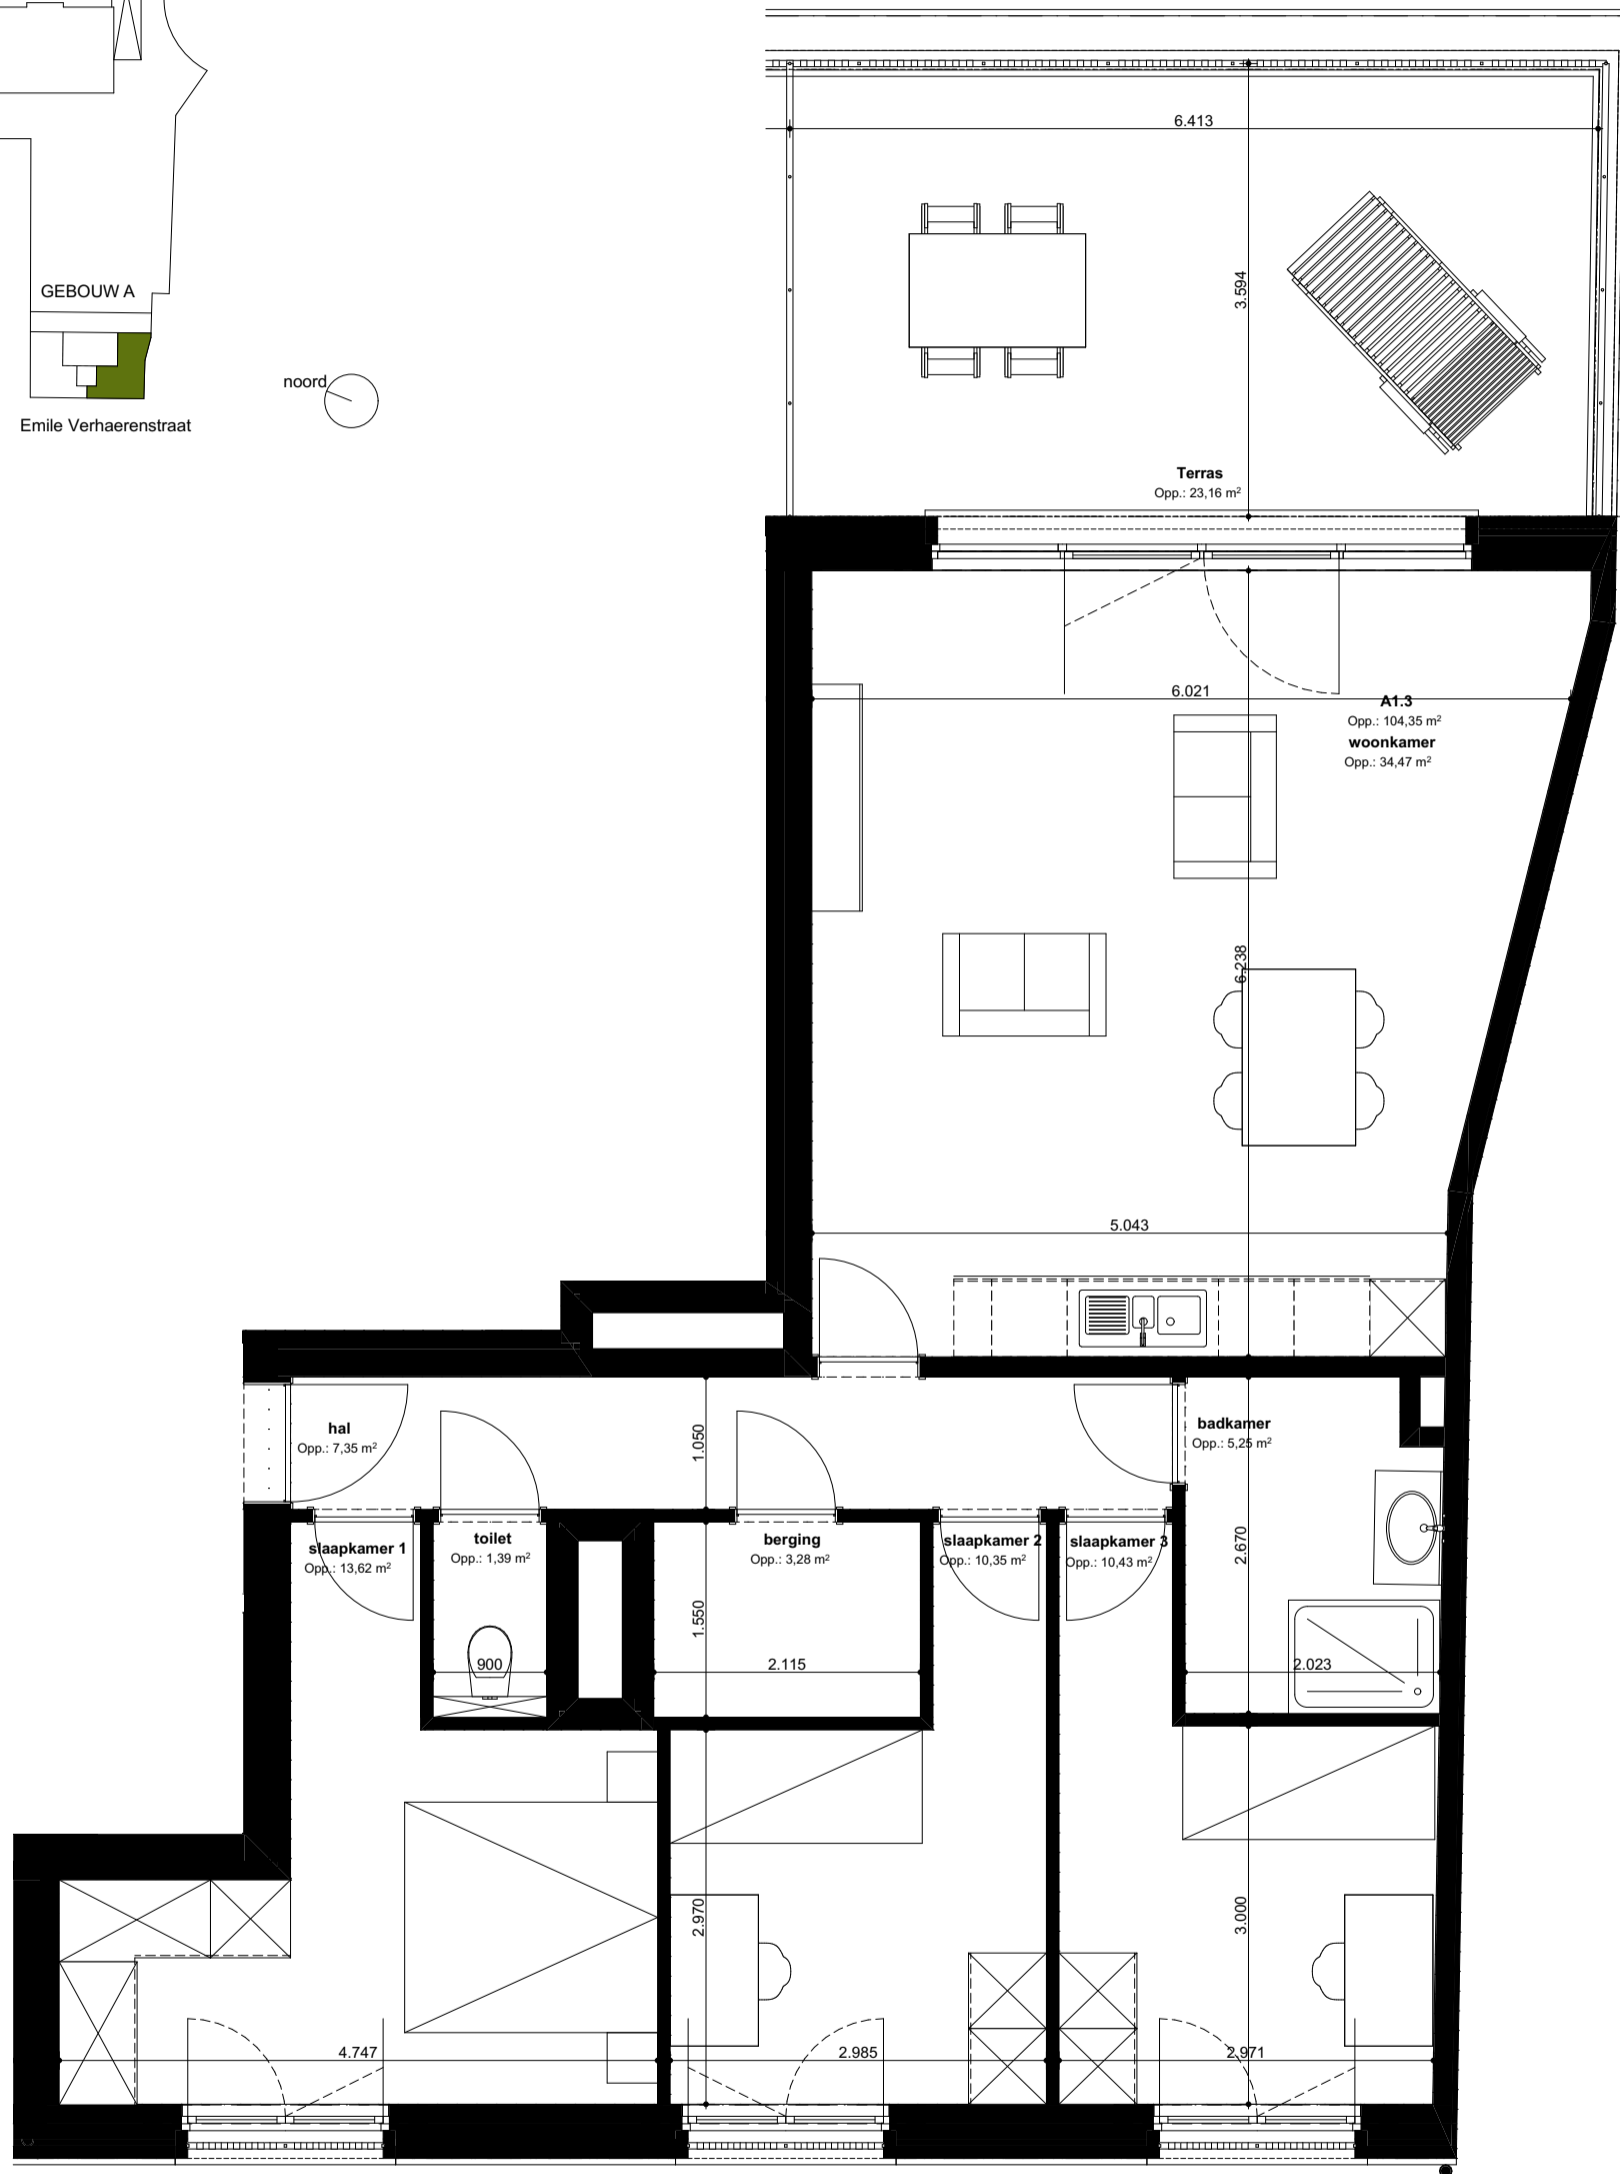 6.413
3.594
GEBOUW A
noord
Emile Verhaerenstraat
Terras
Opp.: 23,16 m²
6.021
A1.3
Opp.: 104,35 m²
woonkamer
Opp.: 34,47 m²
6.238
5.043
hal
Opp.: 7,35 m²
1.050
badkamer
Opp.: 5,25 m²
slaapkamer 1
Opp.: 13,62 m²
toilet
Opp.: 1,39 m²
berging
Opp.: 3,28 m²
slaapkamer 2
Opp.: 10,35 m²
slaapkamer 3
Opp.: 10,43 m²
2.670
1.550
900
2.115
2.023
2.970
3.000
4.747
2.985
2.971